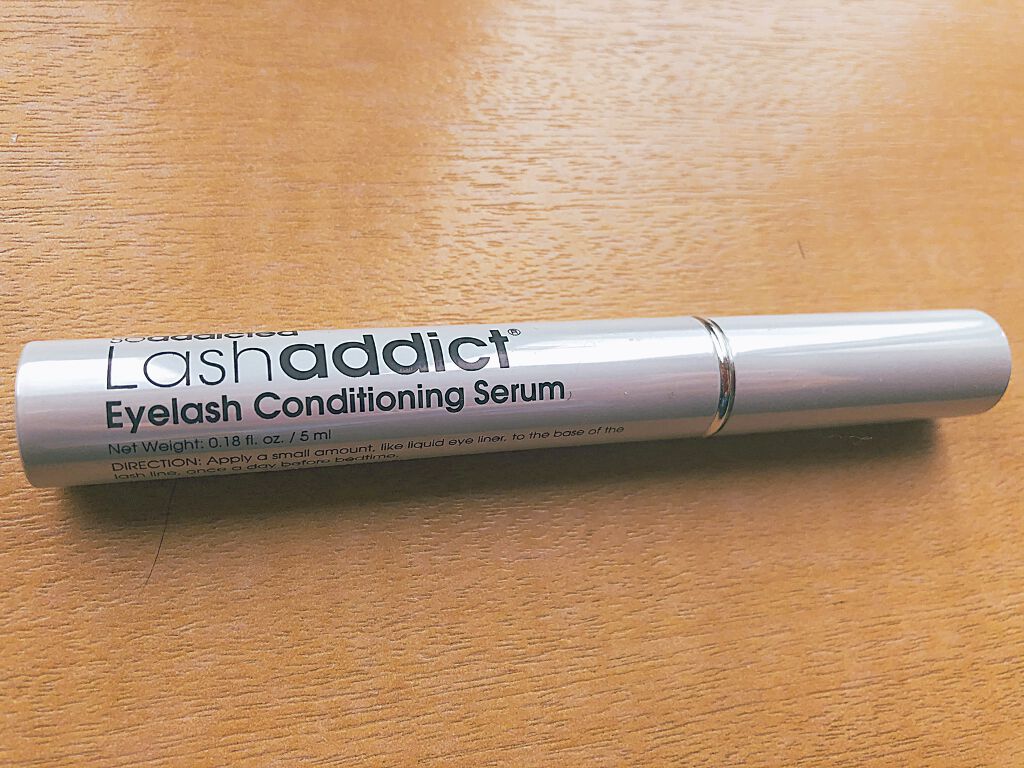 soaddicted
Lashaddict®
Eyelash Conditioning Serum
Net Weight: 0.18 fl. oz. / 5 ml
DIRECTION: Apply a small amount, like liquid eye liner, to the base of the
lash line, once a day before bedtime.